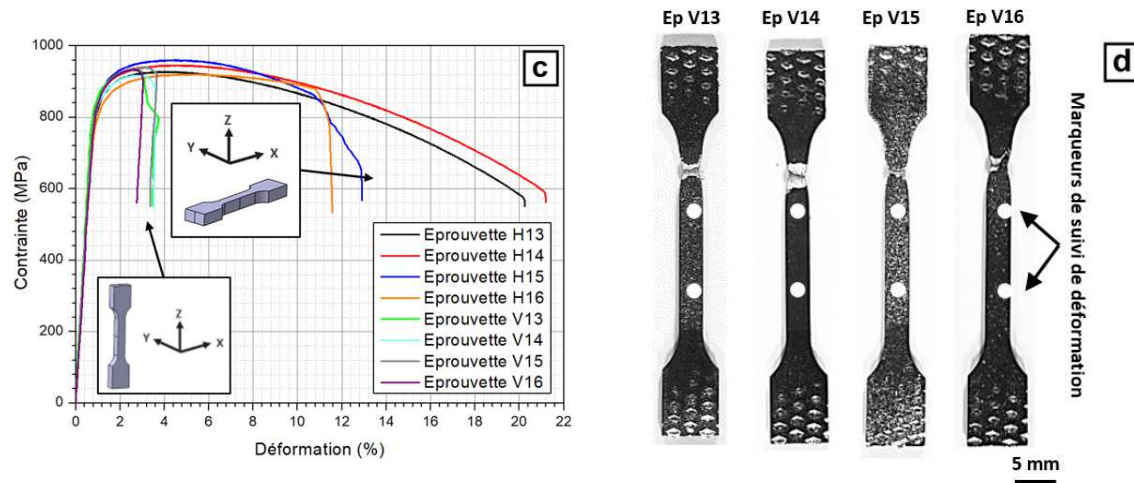 c
1000
800
600
400
200
0
Contrainte (MPa)
0 2 4 6 8 10 12 14 16 18 20 22
Déformation (%)
Z
Y
X
Z
Y
X
Eprouvette H13
Eprouvette H14
Eprouvette H15
Eprouvette H16
Eprouvette V13
Eprouvette V14
Eprouvette V15
Eprouvette V16
Ep V13 Ep V14 Ep V15 Ep V16
d
Marqueurs de suivi de déformation
5 mm